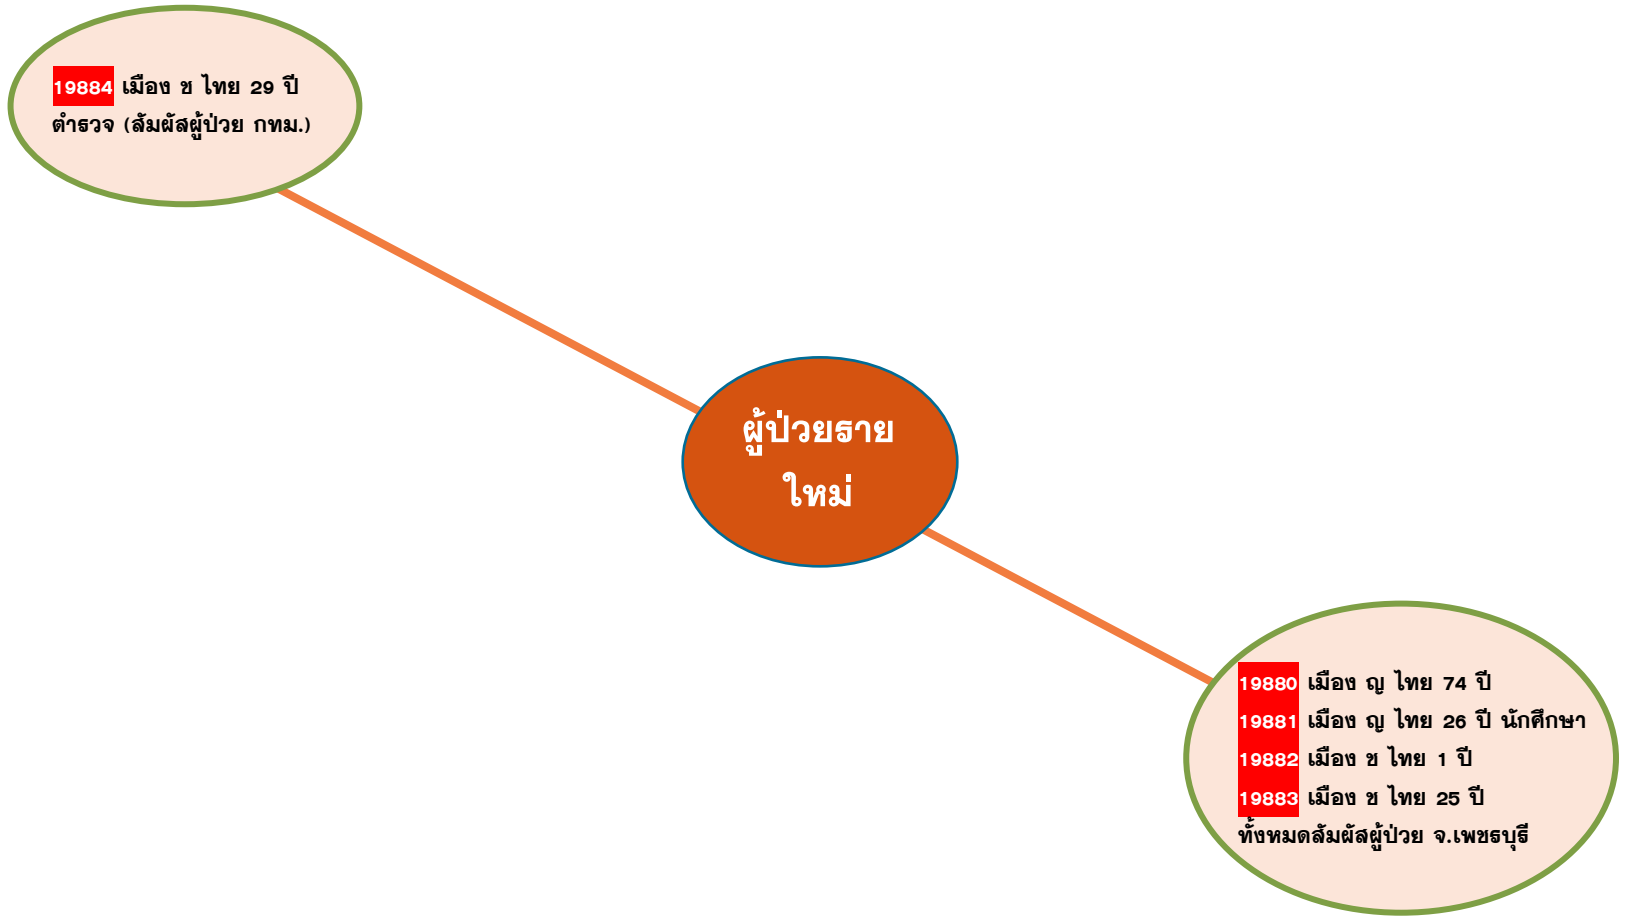 19884 เมือง ช ไทย 29 ปี
ตำรวจ (สัมผัสผู้ป่วย กทม.)
ผู้ป่วยราย
ใหม่
19880 เมือง ญ ไทย 74 ปี
19881 เมือง ญ ไทย 26 ปี นักศึกษา
19882 เมือง ช ไทย 1 ปี
19883 เมือง ช ไทย 25 ปี
ทั้งหมดสัมผัสผู้ป่วย จ.เพชรบุรี